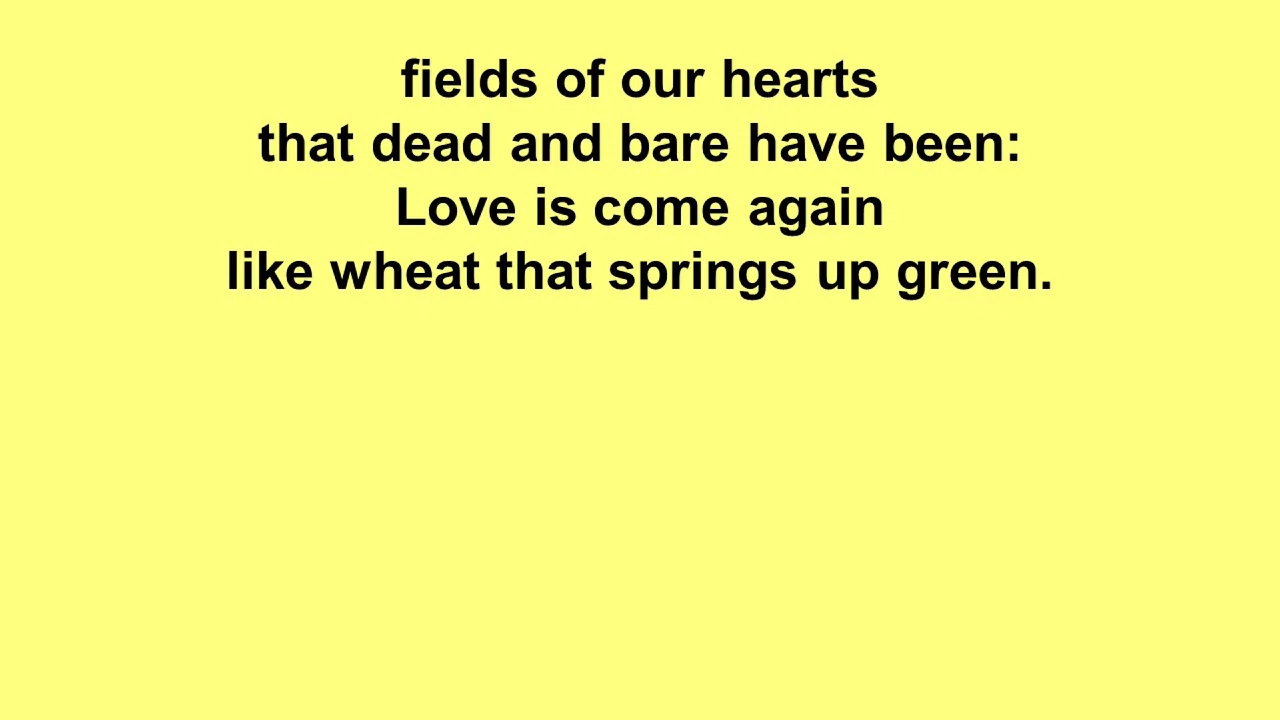 fields of our hearts
that dead and bare have been:
Love is come again
like wheat that springs up green.